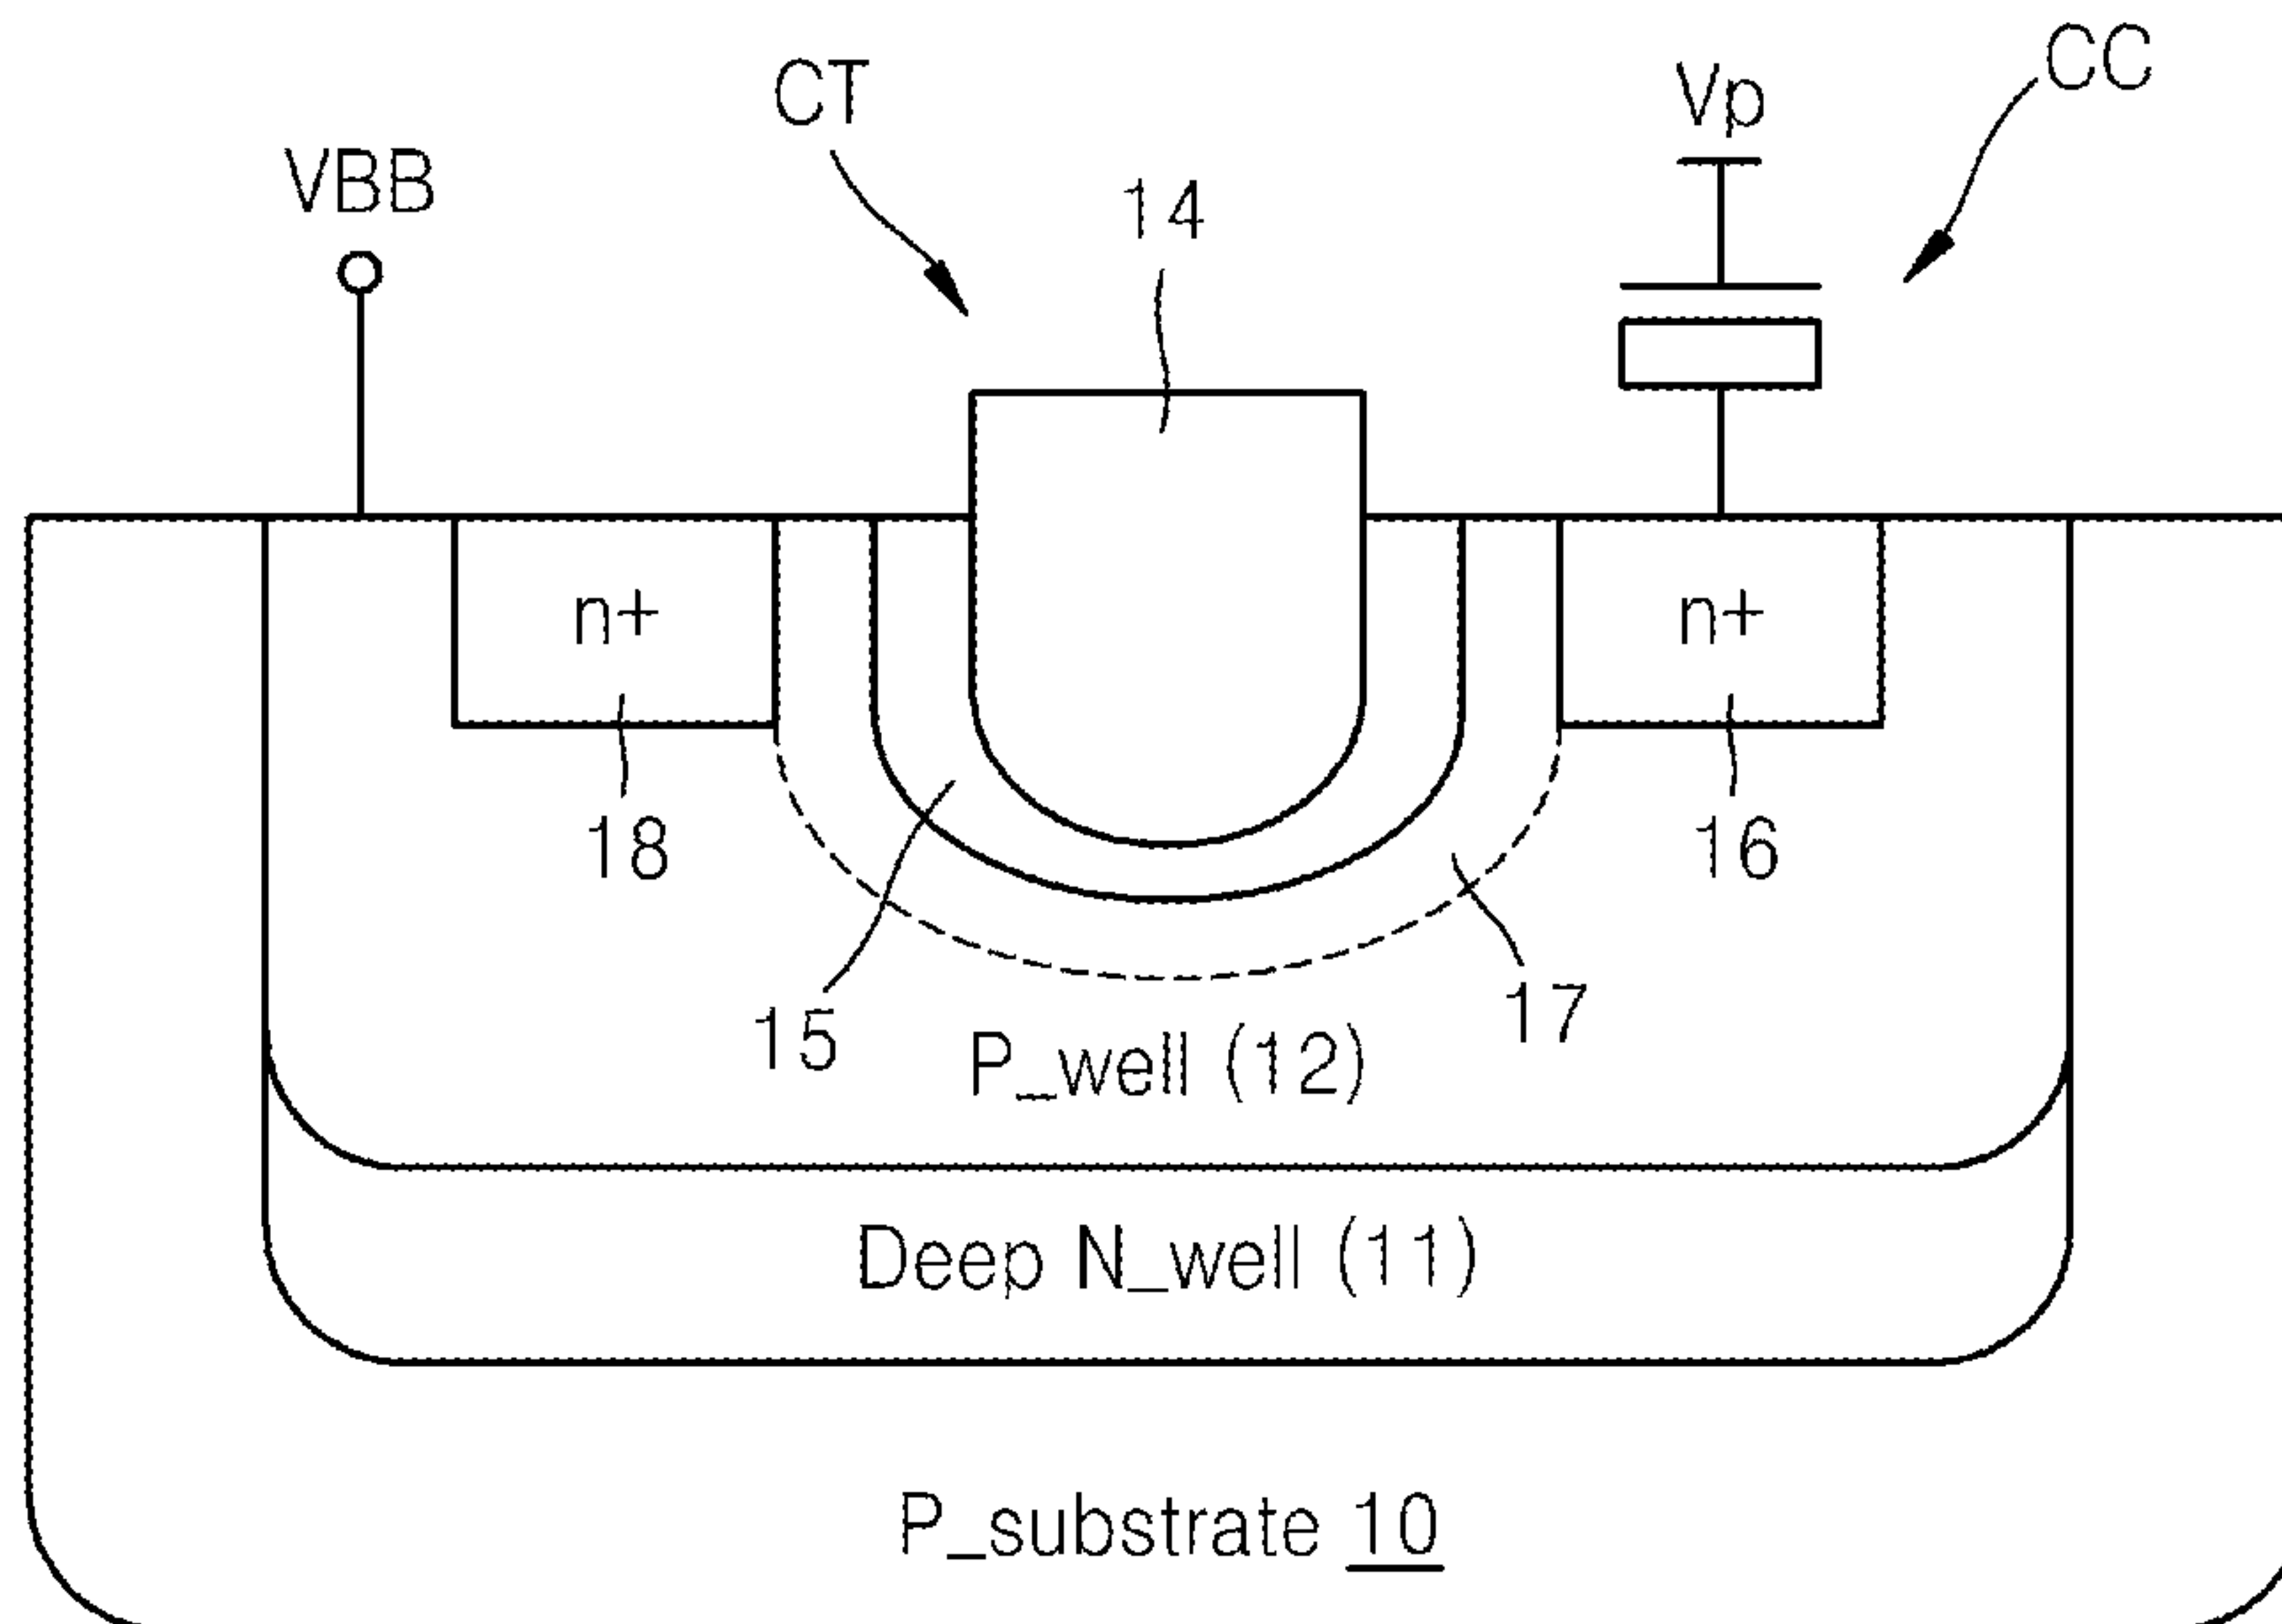 CC
CT
Vp
VBB
14
n+
n+
18
16
15
17
P_well (12)
Deep N_well (11)
P_substrate 10